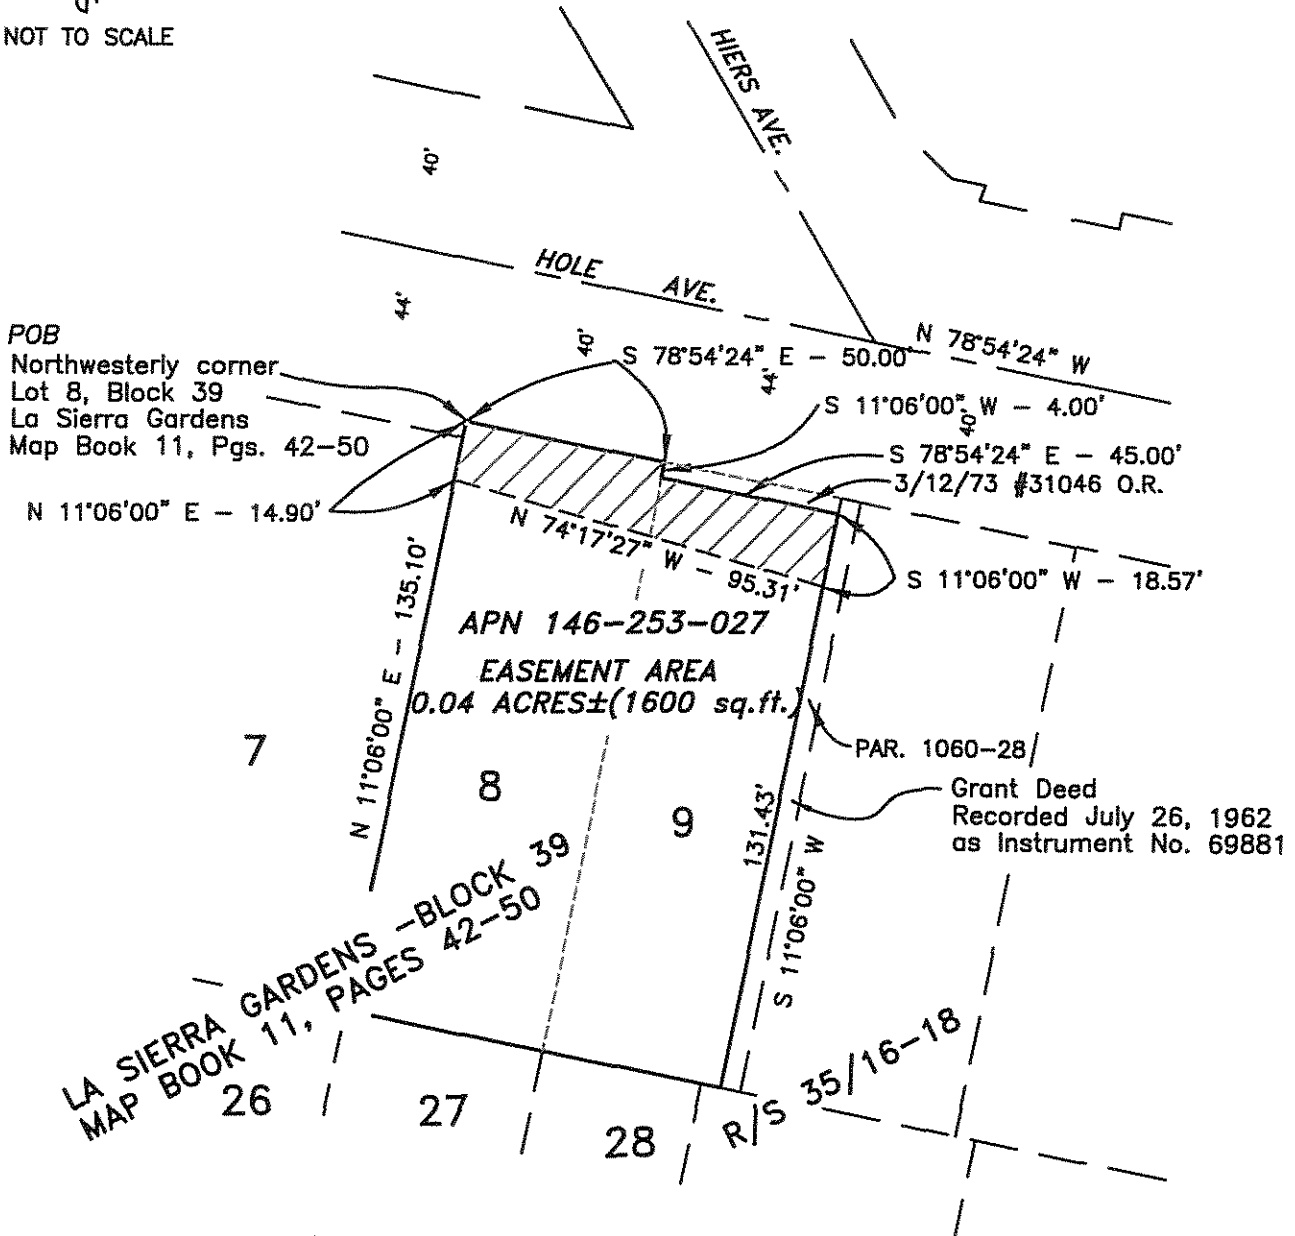 NOT TO SCALE
HIERS AVE.
40'
HOLE AVE.
44'
40'
N 78°54'24" W
POB
Northwesterly corner
Lot 8, Block 39
La Sierra Gardens
Map Book 11, Pgs. 42-50
S 78°54'24" E - 50.00'
44'
S 11°06'00" W - 4.00'
40'
S 78°54'24" E - 45.00'
3/12/73 #31046 O.R.
N 11°06'00" E - 14.90'
N 74°17'27" W - 95.31'
S 11°06'00" W - 18.57'
N 11°06'00" E - 135.10'
APN 146-253-027
EASEMENT AREA
0.04 ACRES±(1600 sq.ft.)
7
8
9
PAR. 1060-28
Grant Deed
Recorded July 26, 1962
as Instrument No. 69881
131.43'
S 11°06'00" W
LA SIERRA GARDENS -BLOCK 39
MAP BOOK 11, PAGES 42-50
R/S 35/16-18
26
27
28